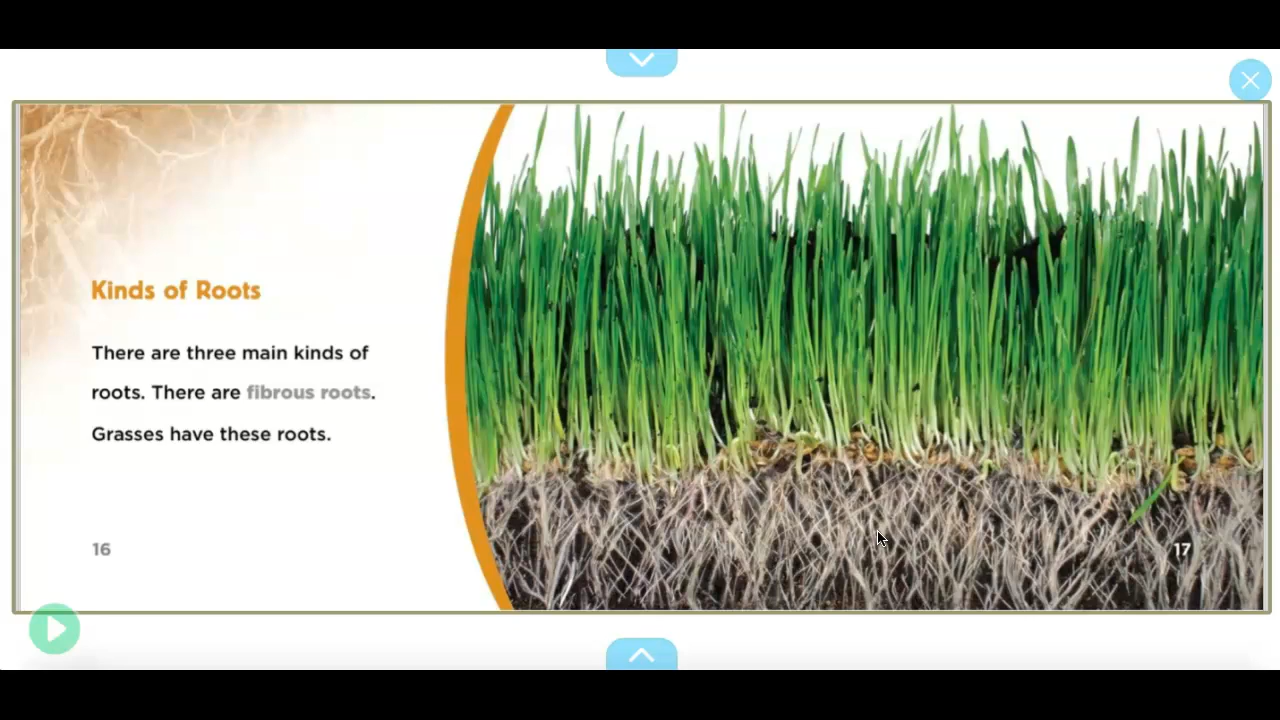 Kinds of Roots
There are three main kinds of
roots. There are fibrous roots.
Grasses have these roots.
16
17